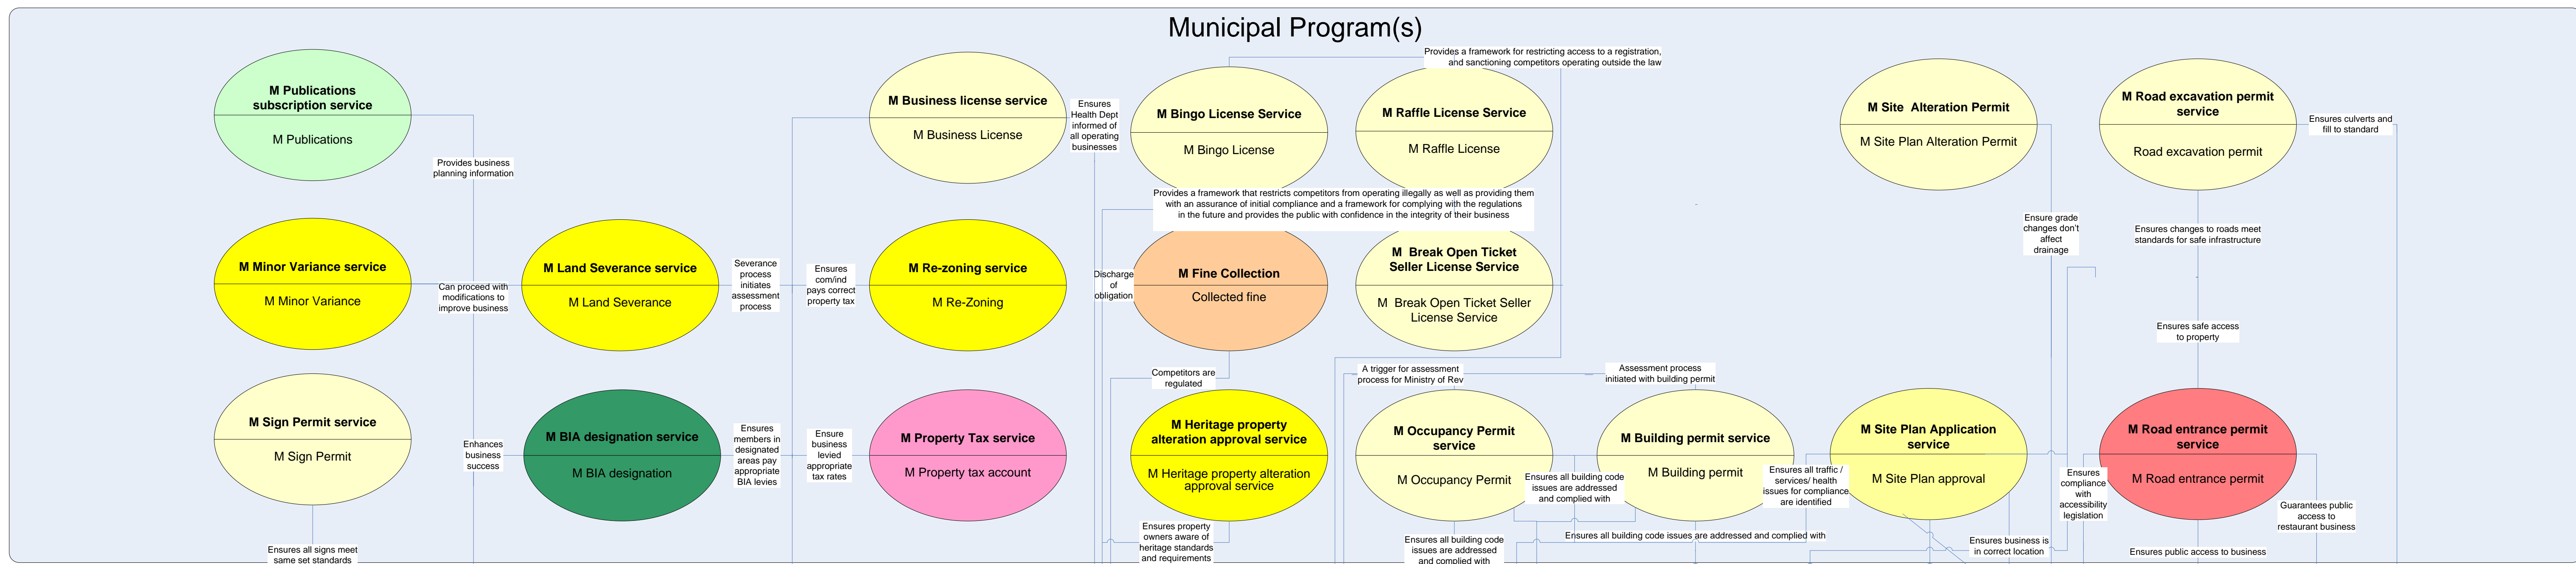 Municipal Program(s)
Provides a framework for restricting access to a registration,
and sanctioning competitors operating outside the law
M Publications
subscription service
M Publications
Provides business
planning information
M Business license service
M Business License
Ensures
Health Dept
informed of
all operating
businesses
M Bingo License Service
M Bingo License
M Raffle License Service
M Raffle License
M Site  Alteration Permit
M Site Plan Alteration Permit
M Road excavation permit
service
Road excavation permit
Ensures culverts and
fill to standard
Provides a framework that restricts competitors from operating illegally as well as providing them
with an assurance of initial compliance and a framework for complying with the regulations
in the future and provides the public with confidence in the integrity of their business
Ensure grade
changes don't
affect
drainage
Ensures changes to roads meet
standards for safe infrastructure
M Minor Variance service
M Minor Variance
Can proceed with
modifications to
improve business
M Land Severance service
M Land Severance
Severance
process
initiates
assessment
process
Ensures
com/ind
pays correct
property tax
M Re-zoning service
M Re-Zoning
Discharge
of
obligation
M Fine Collection
Collected fine
M  Break Open Ticket
Seller License Service
M  Break Open Ticket Seller
License Service
Ensures safe access
to property
Competitors are
regulated
A trigger for assessment
process for Ministry of Rev
Assessment process
initiated with building permit
M Sign Permit service
M Sign Permit
Enhances
business
success
M BIA designation service
M BIA designation
Ensures
members in
designated
areas pay
appropriate
BIA levies
Ensure
business
levied
appropriate
tax rates
M Property Tax service
M Property tax account
M Heritage property
alteration approval service
M Heritage property alteration
approval service
M Occupancy Permit
service
M Occupancy Permit
Ensures all building code
issues are addressed
and complied with
M Building permit service
M Building permit
Ensures all traffic /
services/ health
issues for compliance
are identified
M Site Plan Application
service
M Site Plan approval
Ensures
compliance
with
accessibility
legislation
M Road entrance permit
service
M Road entrance permit
Guarantees public
access to
restaurant business
Ensures all signs meet
same set standards
Ensures property
owners aware of
heritage standards
and requirements
Ensures all building code
issues are addressed
and complied with
Ensures all building code issues are addressed and complied with
Ensures business is
in correct location
Ensures public access to business